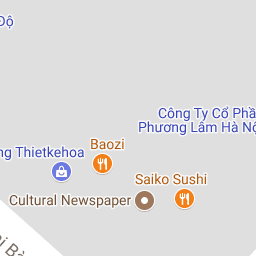 Độ
Công Ty Cổ Phầ
Phương Lâm Hà Nộ
Baozi
ng Thietkehoa
Saiko Sushi
Cultural Newspaper